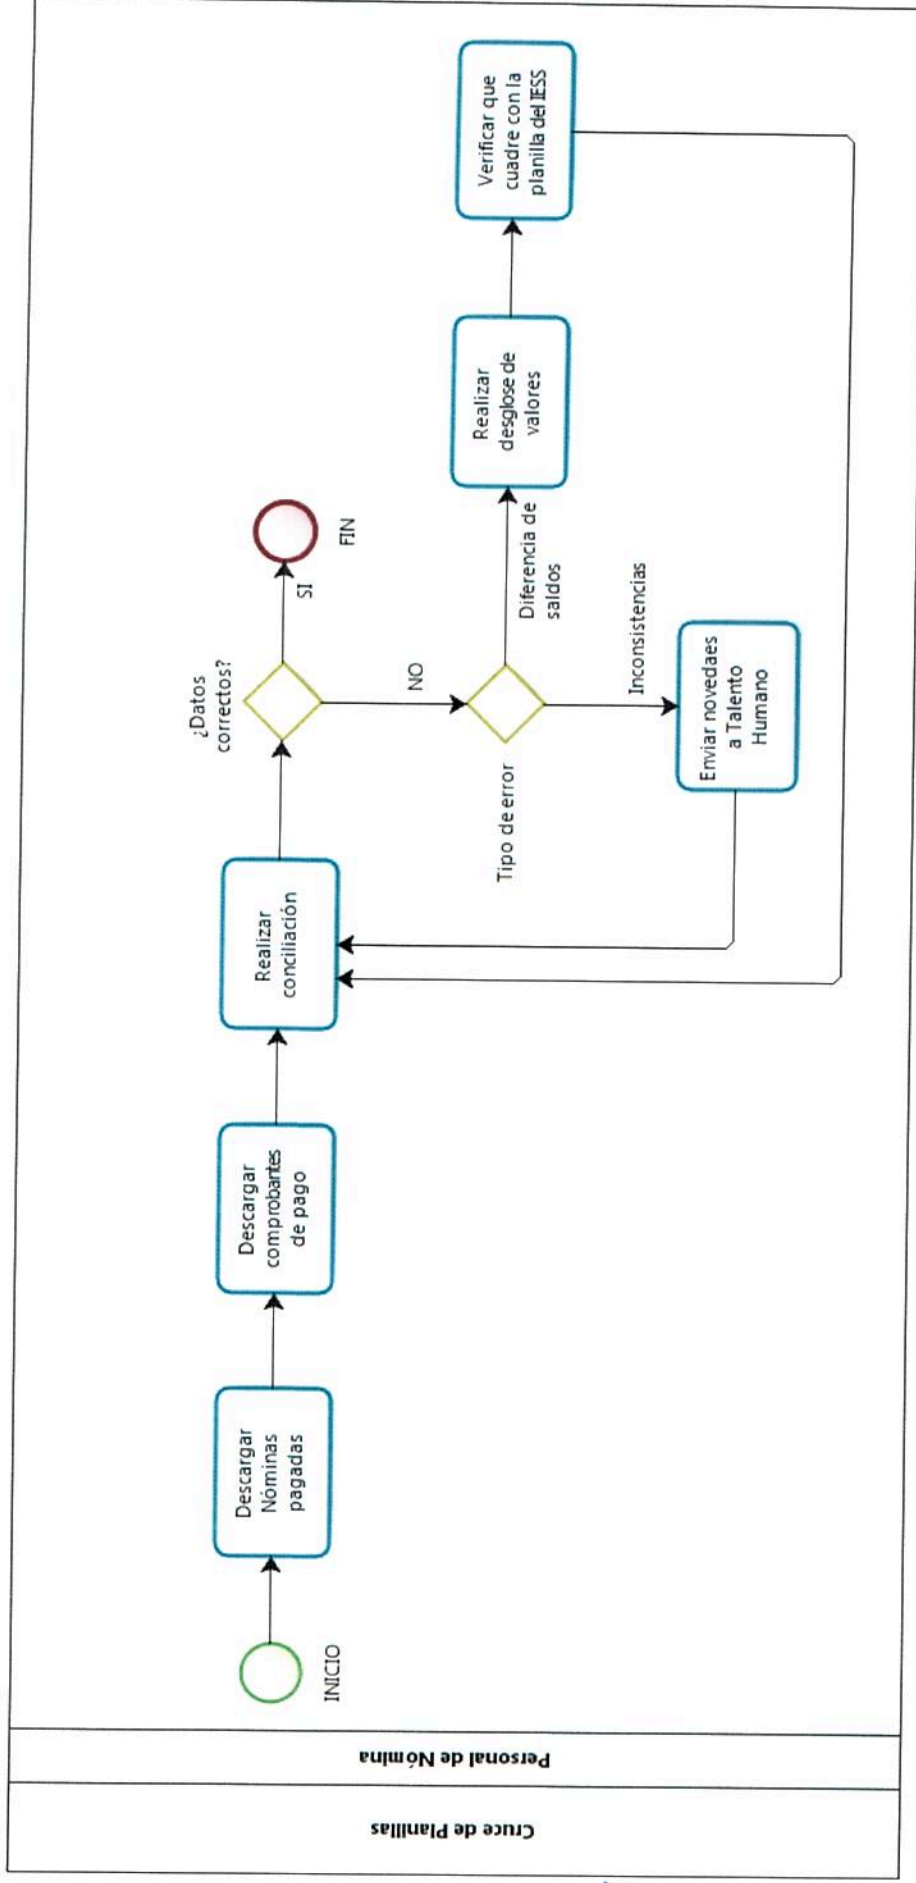 Cruce de Planillas
Personal de Nómina
INICIO
Descargar
Nóminas
pagadas
Descargar
comprobantes
de pago
Realizar
conciliación
¿Datos
correctos?
SI
FIN
NO
Tipo de error
Diferencia de
saldos
Inconsistencias
Realizar
desglose de
valores
Verificar que
cuadre con la
planilla del IESS
Enviar novedaes
a Talento
Humano